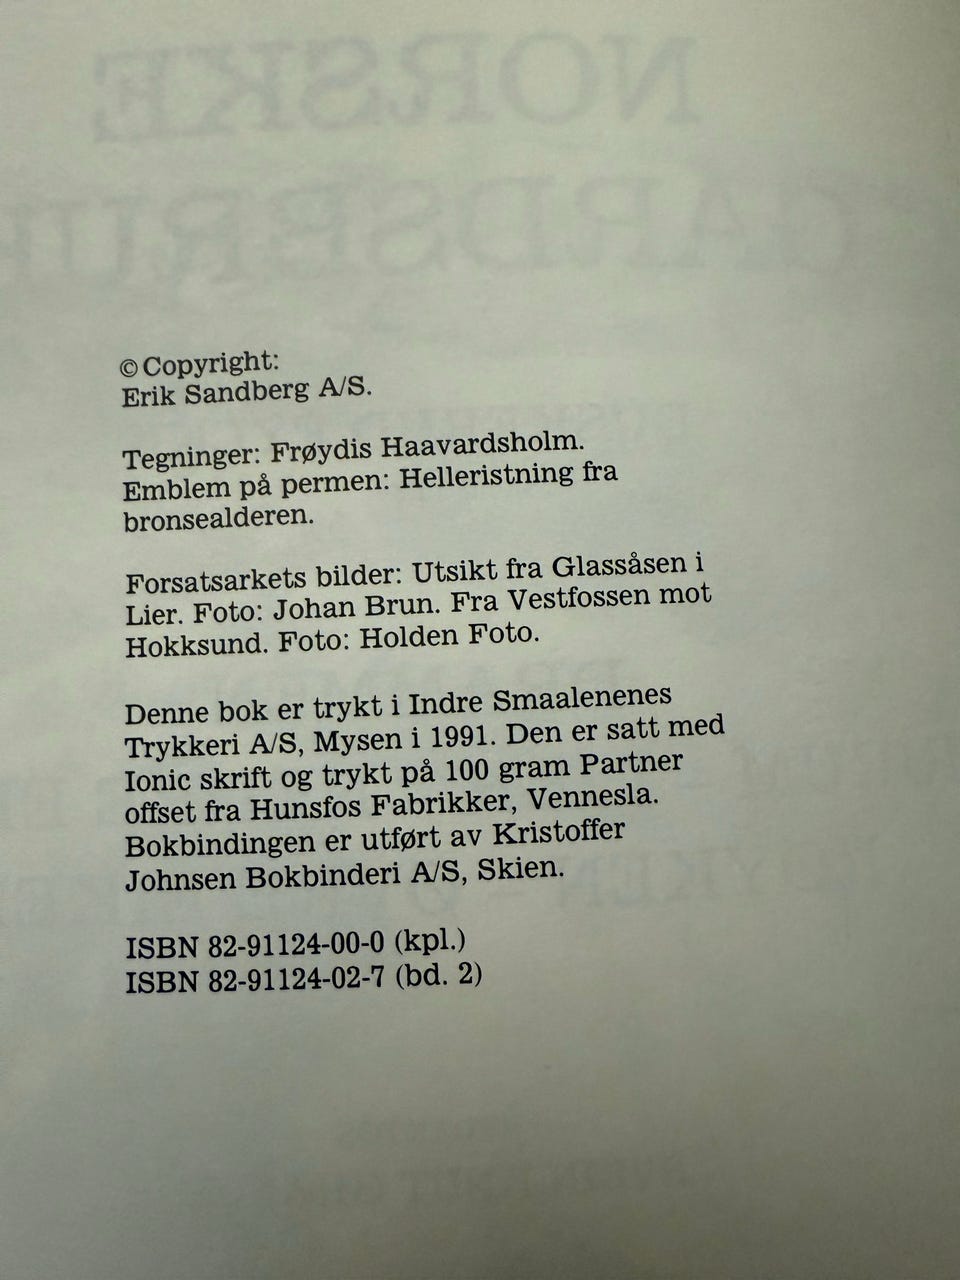 NORSKE
© Copyright:
Erik Sandberg A/S.
Tegninger: Frøydis Haavardsholm.
Emblem på permen: Helleristning fra
bronsealderen.
Forsatsarkets bilder: Utsikt fra Glassåsen i
Lier. Foto: Johan Brun. Fra Vestfossen mot
Hokksund. Foto: Holden Foto.
Denne bok er trykt i Indre Smaalenenes
Trykkeri A/S, Mysen i 1991. Den er satt med
Ionic skrift og trykt på 100 gram Partner
offset fra Hunsfos Fabrikker, Vennesla.
Bokbindingen er utført av Kristoffer
Johnsen Bokbinderi A/S, Skien.
ISBN 82-91124-00-0 (kpl.)
ISBN 82-91124-02-7 (bd. 2)